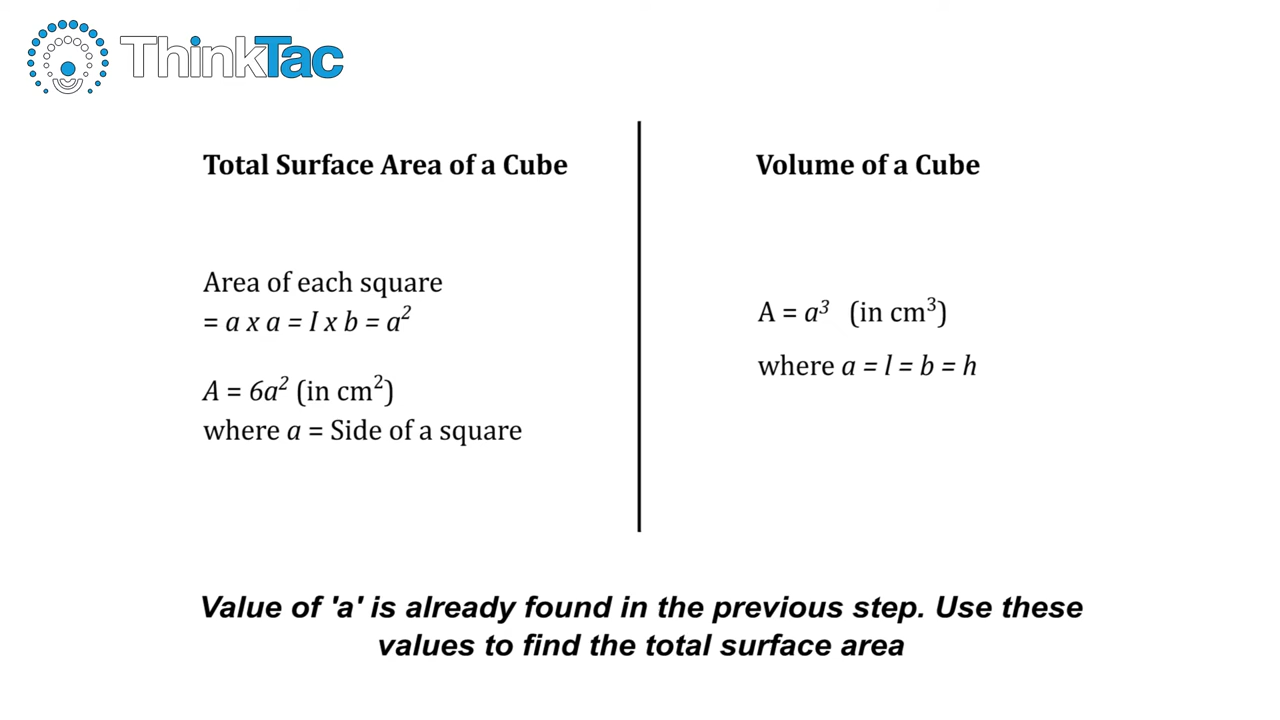 ThinkTac
Total Surface Area of a Cube
Area of each square
= a x a = I x b = a²
A = 6a² (in cm²)
where a = Side of a square
Volume of a Cube
A = a³ (in cm³)
where a = l = b = h
Value of 'a' is already found in the previous step. Use these
values to find the total surface area